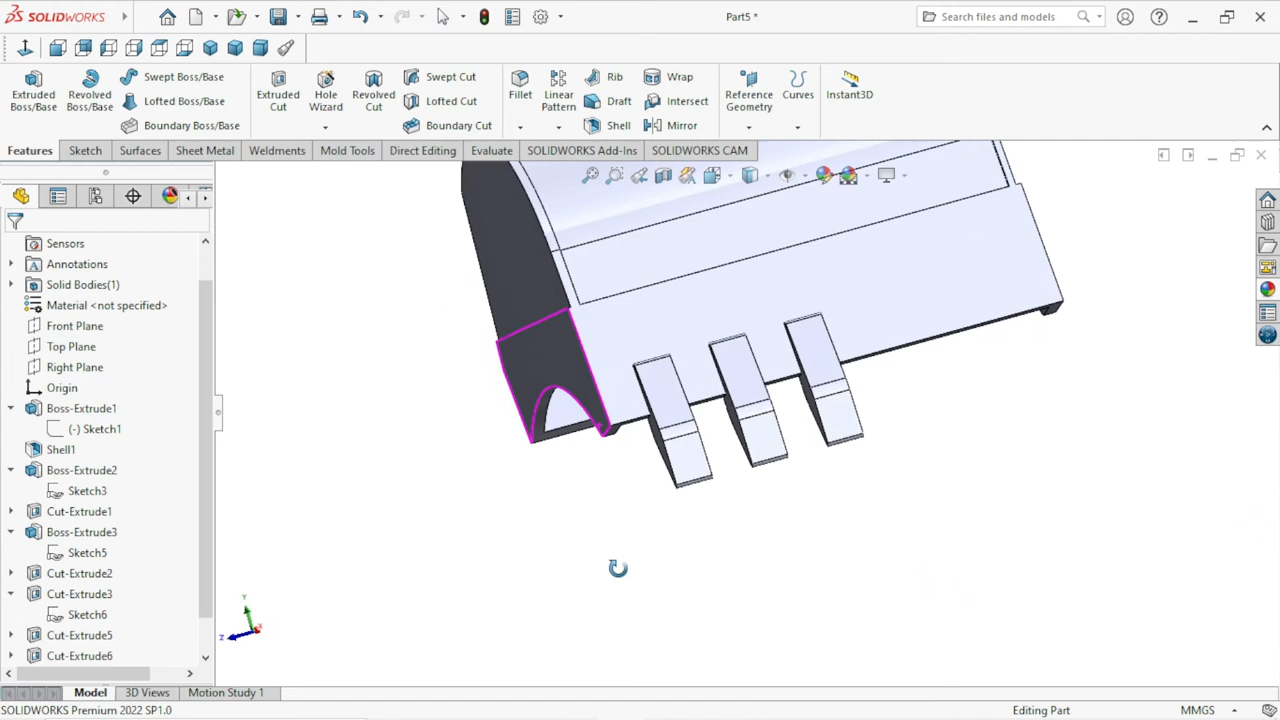 SOLIDWORKS
Part5 *
Search files and models
Extruded Boss/Base
Revolved Boss/Base
Swept Boss/Base
Lofted Boss/Base
Boundary Boss/Base
Extruded Cut
Hole Wizard
Revolved Cut
Swept Cut
Lofted Cut
Boundary Cut
Fillet
Linear Pattern
Rib
Draft
Shell
Wrap
Intersect
Mirror
Reference Geometry
Curves
Instant3D
Features
Sketch
Surfaces
Sheet Metal
Weldments
Mold Tools
Direct Editing
Evaluate
SOLIDWORKS Add-Ins
SOLIDWORKS CAM
Sensors
Annotations
Solid Bodies(1)
Material <not specified>
Front Plane
Top Plane
Right Plane
Origin
Boss-Extrude1
(-) Sketch1
Shell1
Boss-Extrude2
Sketch3
Cut-Extrude1
Boss-Extrude3
Sketch5
Cut-Extrude2
Cut-Extrude3
Sketch6
Cut-Extrude5
Cut-Extrude6
Y
Z
X
Model
3D Views
Motion Study 1
SOLIDWORKS Premium 2022 SP1.0
Editing Part
MMGS